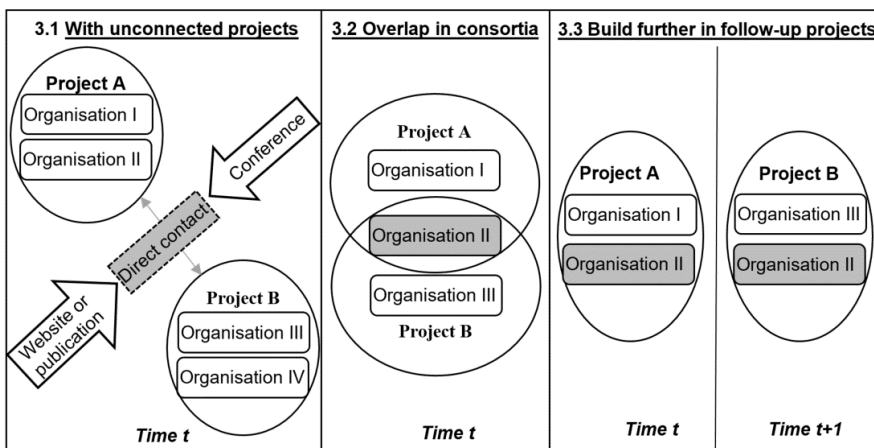 3.1 With unconnected projects
Project A
Organisation I
Organisation II
Conference
Direct contact
Website or
publication
Project B
Organisation III
Organisation IV
Time t
3.2 Overlap in consortia
Project A
Organisation I
Organisation II
Organisation III
Project B
3.3 Build further in follow-up projects
Project A
Organisation I
Organisation II
Time t
Project B
Organisation III
Organisation II
Time t+1